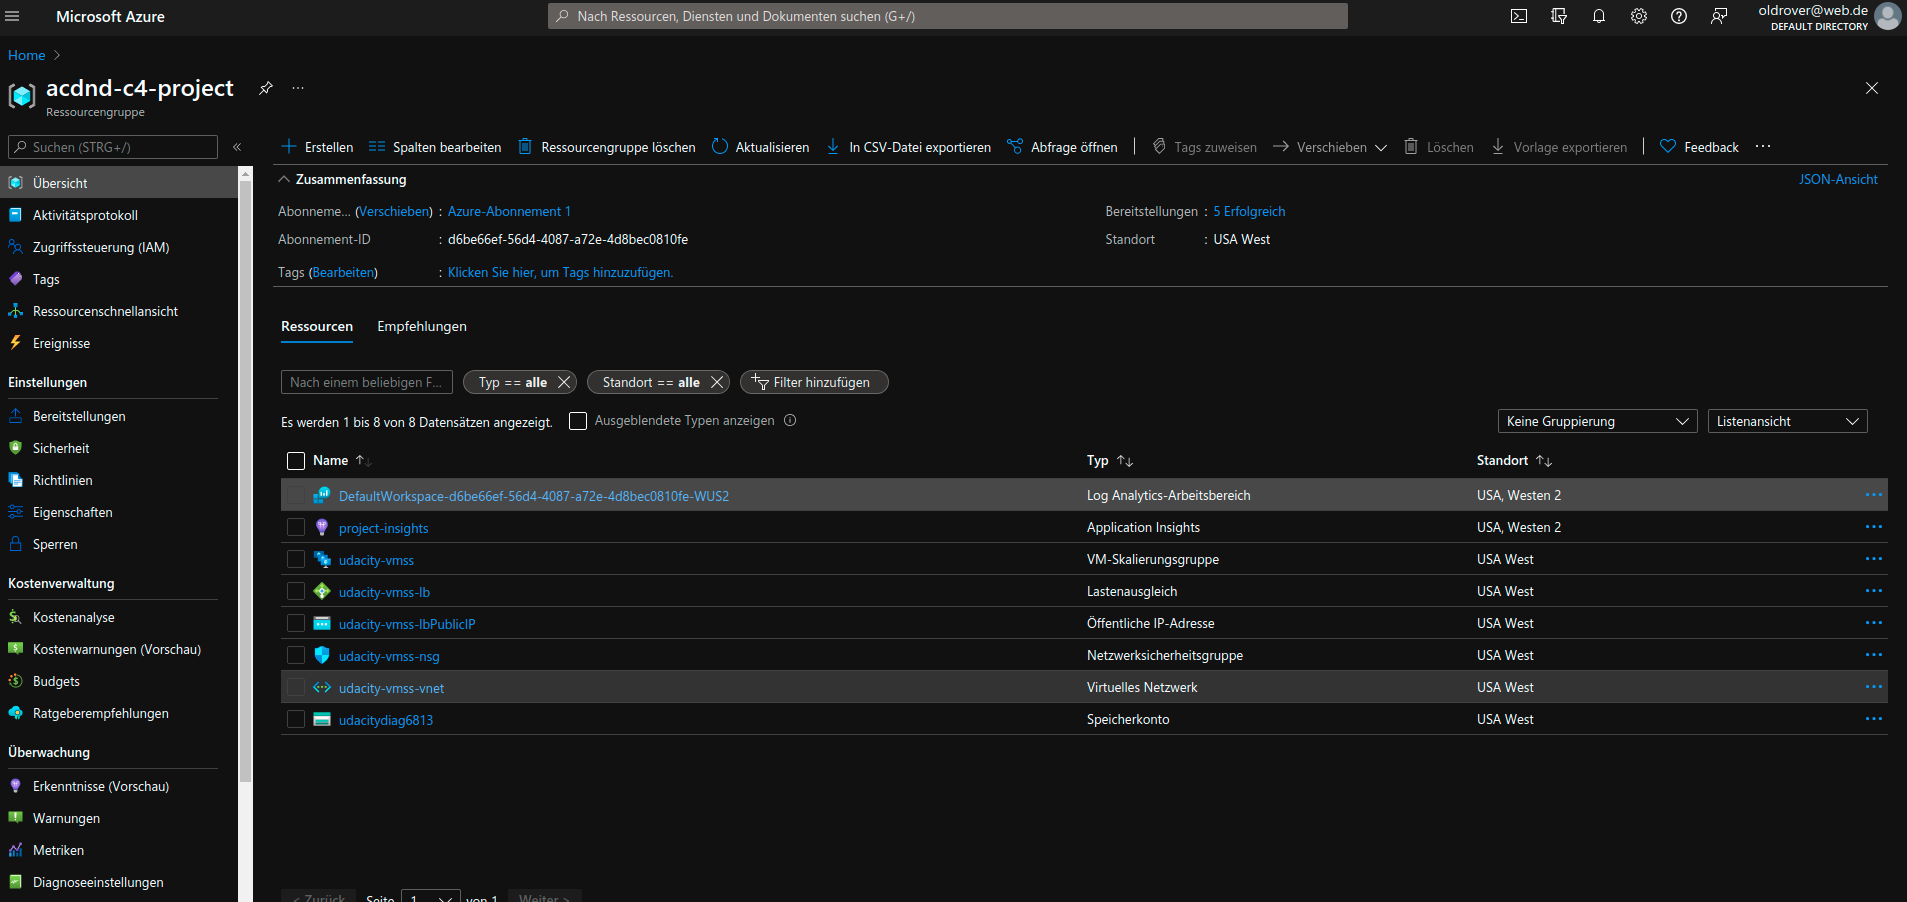 Microsoft Azure
Nach Ressourcen, Diensten und Dokumenten suchen (G+/)
oldrover@web.de
DEFAULT DIRECTORY
Home
acdnd-c4-project
Ressourcengruppe
Suchen (STRG+/)
Übersicht
Aktivitätsprotokoll
Zugriffssteuerung (IAM)
Tags
Ressourcenschnellansicht
Ereignisse
Einstellungen
Bereitstellungen
Sicherheit
Richtlinien
Eigenschaften
Sperren
Kostenverwaltung
Kostenanalyse
Kostenwarnungen (Vorschau)
Budgets
Ratgeberempfehlungen
Überwachung
Erkenntnisse (Vorschau)
Warnungen
Metriken
Diagnoseeinstellungen
Erstellen Spalten bearbeiten Ressourcengruppe löschen Aktualisieren In CSV-Datei exportieren Abfrage öffnen Tags zuweisen Verschieben Löschen Vorlage exportieren Feedback ...
Zusammenfassung JSON-Ansicht
Abonneme... (Verschieben) : Azure-Abonnement 1 Bereitstellungen : 5 Erfolgreich
Abonnement-ID : d6be66ef-56d4-4087-a72e-4d8bec0810fe Standort : USA West
Tags (Bearbeiten) : Klicken Sie hier, um Tags hinzuzufügen.
Ressourcen Empfehlungen
Nach einem beliebigen F... Typ == alle Standort == alle Filter hinzufügen
Es werden 1 bis 8 von 8 Datensätzen angezeigt. Ausgeblendete Typen anzeigen Keine Gruppierung Listenansicht
Name Typ Standort
DefaultWorkspace-d6be66ef-56d4-4087-a72e-4d8bec0810fe-WUS2 Log Analytics-Arbeitsbereich USA, Westen 2
project-insights Application Insights USA, Westen 2
udacity-vmss VM-Skalierungsgruppe USA West
udacity-vmss-lb Lastenausgleich USA West
udacity-vmss-lbPublicIP Öffentliche IP-Adresse USA West
udacity-vmss-nsg Netzwerksicherheitsgruppe USA West
udacity-vmss-vnet Virtuelles Netzwerk USA West
udacitydiag6813 Speicherkonto USA West
< Zurück Seite 1 von 1 Weiter >